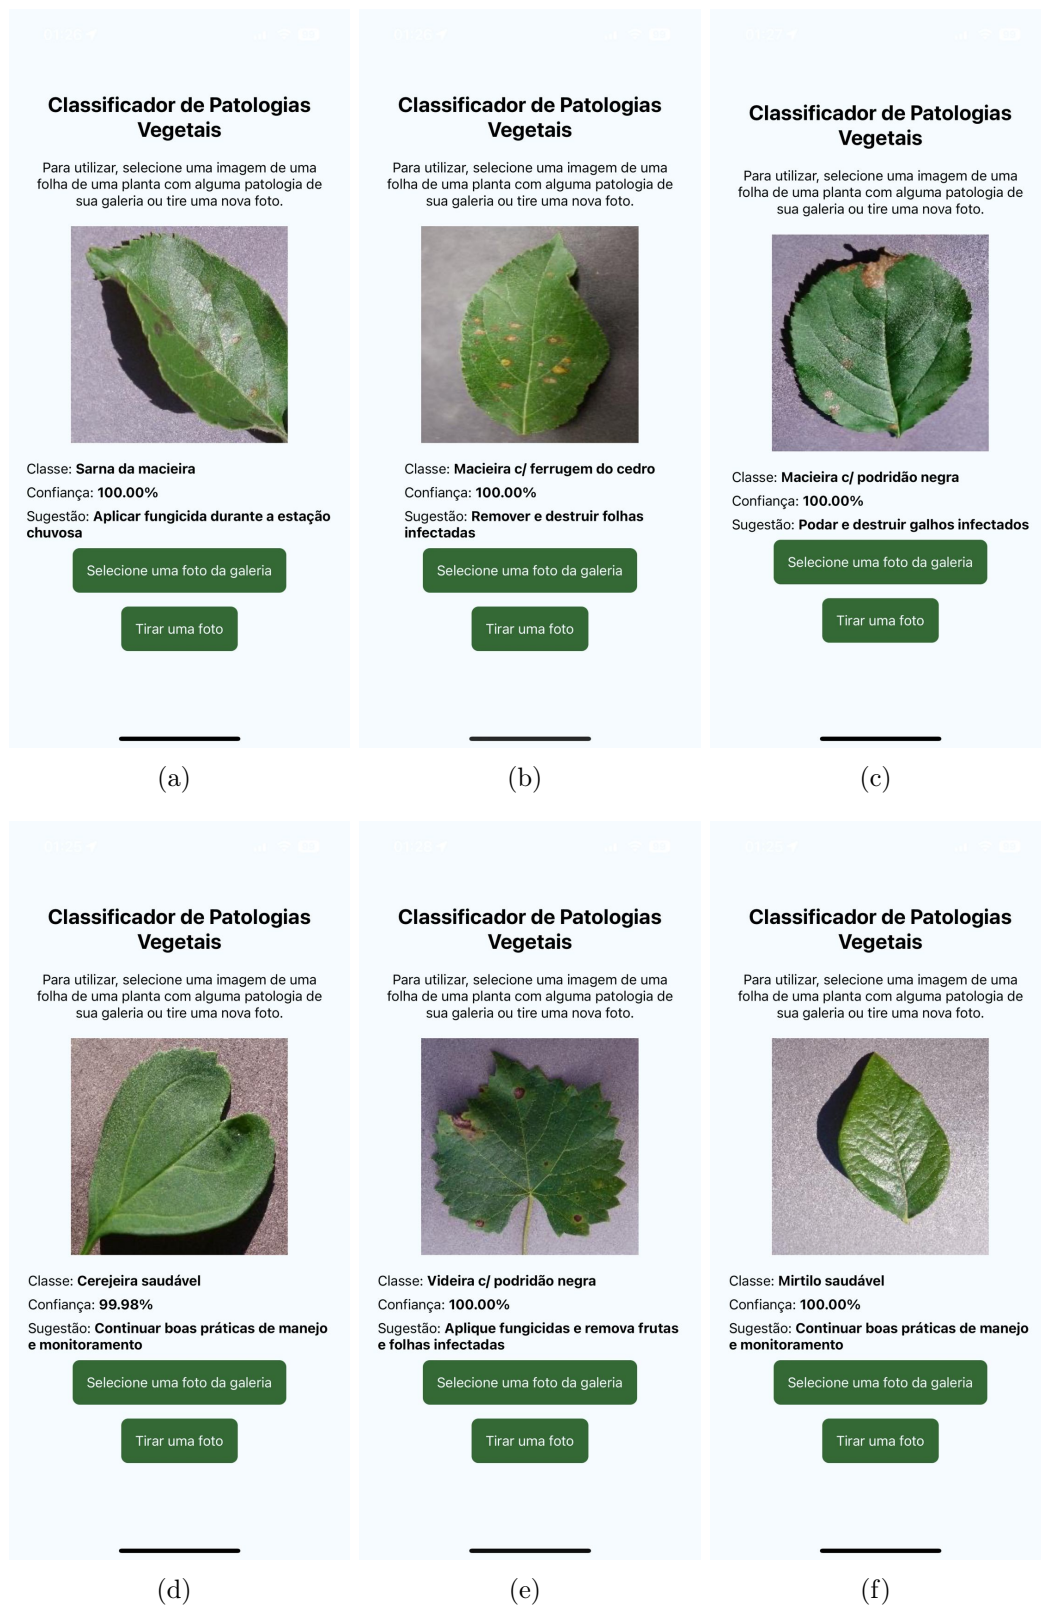 Classificador de Patologias
Vegetais
Para utilizar, selecione uma imagem de uma
folha de uma planta com alguma patologia de
sua galeria ou tire uma nova foto.
Classe: Sarna da macieira
Confiança: 100.00%
Sugestão: Aplicar fungicida durante a estação
chuvosa
Selecione uma foto da galeria
Tirar uma foto
(a)
Classificador de Patologias
Vegetais
Para utilizar, selecione uma imagem de uma
folha de uma planta com alguma patologia de
sua galeria ou tire uma nova foto.
Classe: Macieira c/ ferrugem do cedro
Confiança: 100.00%
Sugestão: Remover e destruir folhas
infectadas
Selecione uma foto da galeria
Tirar uma foto
(b)
Classificador de Patologias
Vegetais
Para utilizar, selecione uma imagem de uma
folha de uma planta com alguma patologia de
sua galeria ou tire uma nova foto.
Classe: Macieira c/ podridão negra
Confiança: 100.00%
Sugestão: Podar e destruir galhos infectados
Selecione uma foto da galeria
Tirar uma foto
(c)
Classificador de Patologias
Vegetais
Para utilizar, selecione uma imagem de uma
folha de uma planta com alguma patologia de
sua galeria ou tire uma nova foto.
Classe: Cerejeira saudável
Confiança: 99.98%
Sugestão: Continuar boas práticas de manejo
e monitoramento
Selecione uma foto da galeria
Tirar uma foto
(d)
Classificador de Patologias
Vegetais
Para utilizar, selecione uma imagem de uma
folha de uma planta com alguma patologia de
sua galeria ou tire uma nova foto.
Classe: Videira c/ podridão negra
Confiança: 100.00%
Sugestão: Aplique fungicidas e remova frutas
e folhas infectadas
Selecione uma foto da galeria
Tirar uma foto
(e)
Classificador de Patologias
Vegetais
Para utilizar, selecione uma imagem de uma
folha de uma planta com alguma patologia de
sua galeria ou tire uma nova foto.
Classe: Mirtilo saudável
Confiança: 100.00%
Sugestão: Continuar boas práticas de manejo
e monitoramento
Selecione uma foto da galeria
Tirar uma foto
(f)